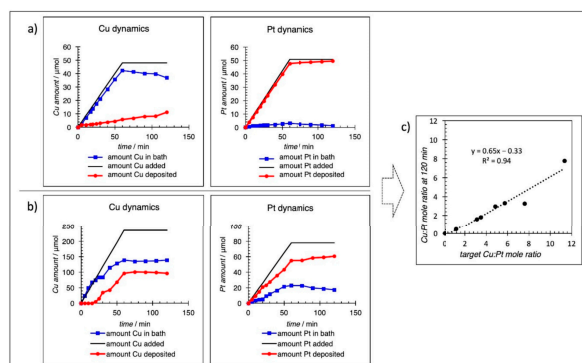 a)
Cu dynamics
Cu amount / µmol
60
50
40
30
20
10
0
0 50 100 150
time / min
amount Cu in bath
amount Cu added
amount Cu deposited
Pt dynamics
Pt amount / µmol
60
50
40
30
20
10
0
0 50 100 150
time / min
amount Pt in bath
amount Pt added
amount Pt deposited
b)
Cu dynamics
Cu amount / µmol
250
200
150
100
50
0
0 50 100 150
time / min
amount Cu in bath
amount Cu added
amount Cu deposited
Pt dynamics
Pt amount / µmol
100
80
60
40
20
0
0 50 100 150
time / min
amount Pt in bath
amount Pt added
amount Pt deposited
c)
Cu:Pt mole ratio at 120 min
12
10
8
6
4
2
0
y = 0.65x − 0.33
R² = 0.94
0 2 4 6 8 10 12
target Cu:Pt mole ratio